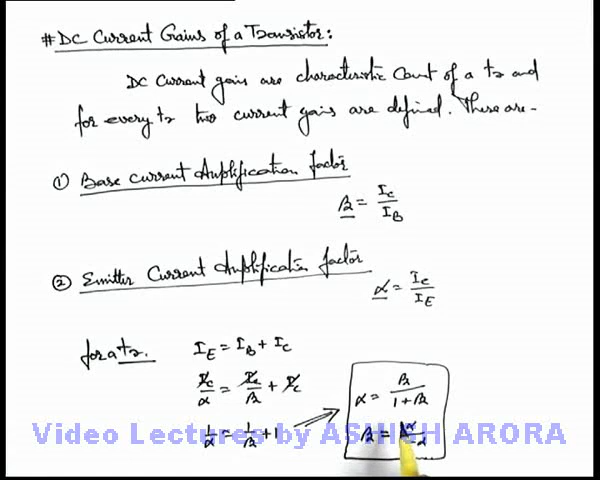 # DC Current Gains of a Transistor:
DC Current gain are characteristic Const of a tr and
for every tr two current gains are defined. These are-
① Base current Amplification factor
β = Ic / IB
② Emitter Current Amplification factor
α = Ic / IE
for a tr. IE = IB + Ic
Ic/α = Ic/β + Ic
1/α = 1/β + 1
α = β / 1+β
β =
Video Lectures by ASHISH ARORA